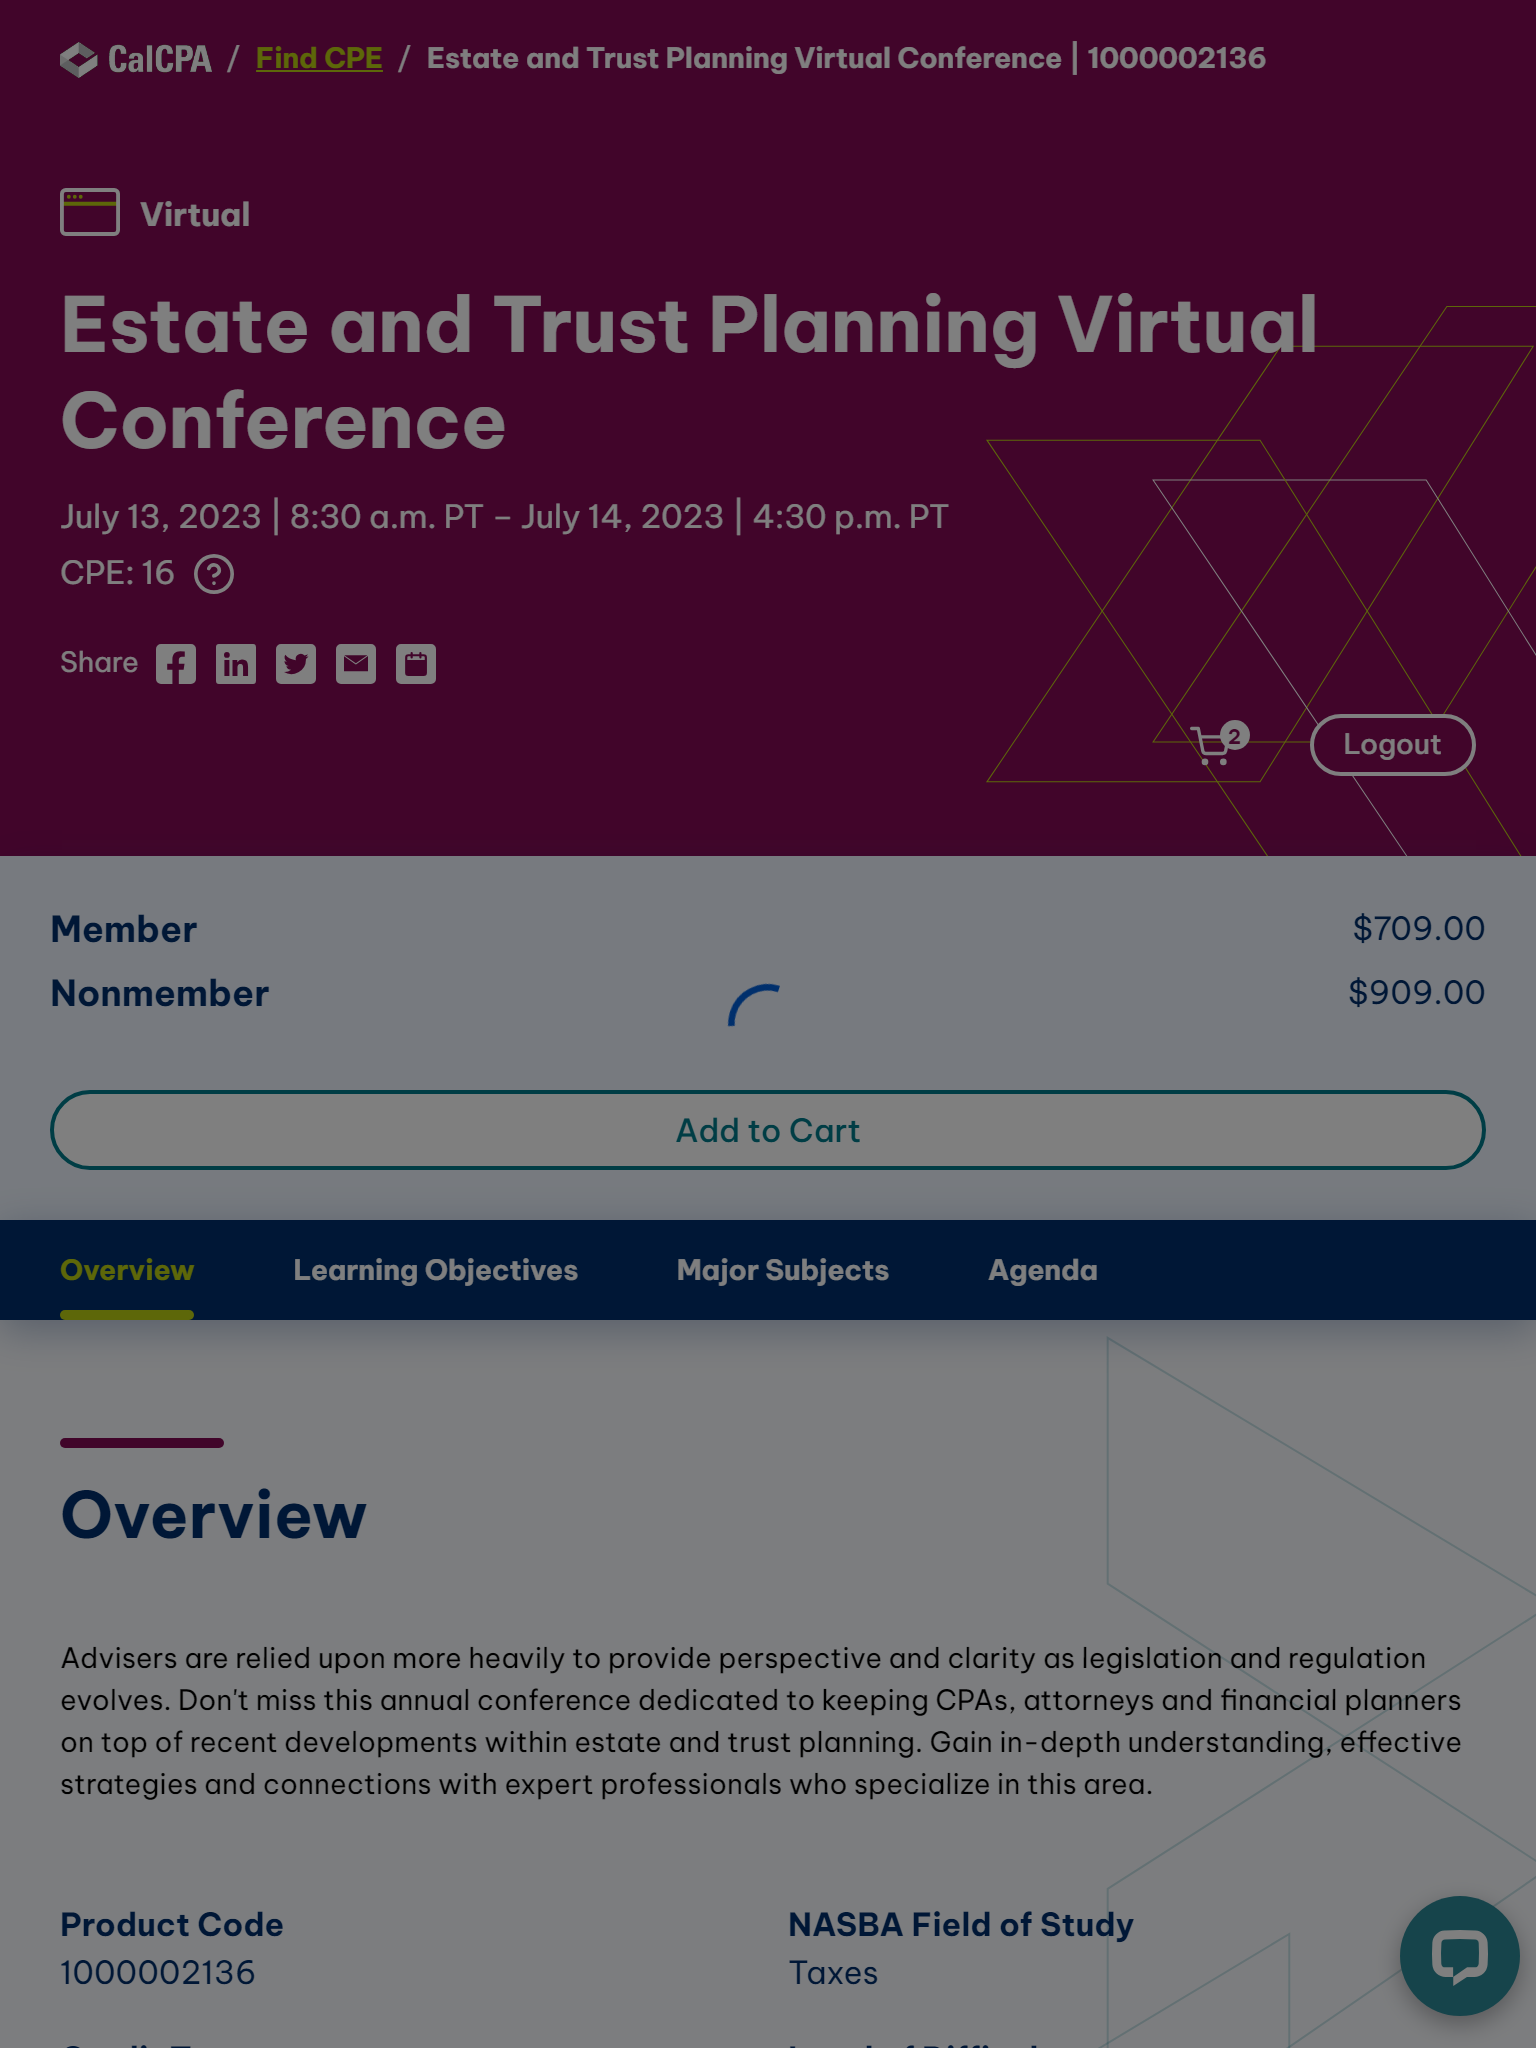 CalCPA / Find CPE / Estate and Trust Planning Virtual Conference | 1000002136
Virtual
Estate and Trust Planning Virtual
Conference
July 13, 2023 | 8:30 a.m. PT – July 14, 2023 | 4:30 p.m. PT
CPE: 16 ?
Share
2
Logout
Member $709.00
Nonmember $909.00
Add to Cart
Overview Learning Objectives Major Subjects Agenda
Overview
Advisers are relied upon more heavily to provide perspective and clarity as legislation and regulation
evolves. Don't miss this annual conference dedicated to keeping CPAs, attorneys and financial planners
on top of recent developments within estate and trust planning. Gain in-depth understanding, effective
strategies and connections with expert professionals who specialize in this area.
Product Code NASBA Field of Study
1000002136 Taxes